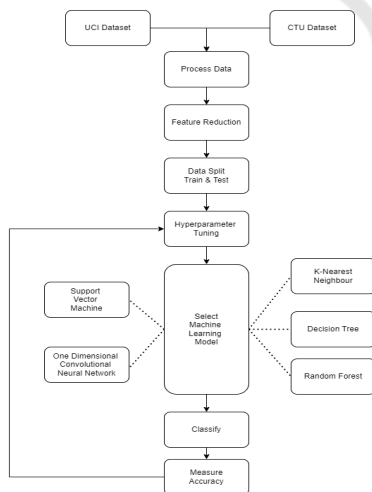 UCI Dataset
CTU Dataset
Process Data
Feature Reduction
Data Split
Train & Test
Hyperparameter
Tuning
K-Nearest
Neighbour
Support
Vector
Machine
Select
Machine
Learning
Model
Decision Tree
One Dimensional
Convolutional
Neural Network
Random Forest
Classify
Measure
Accuracy